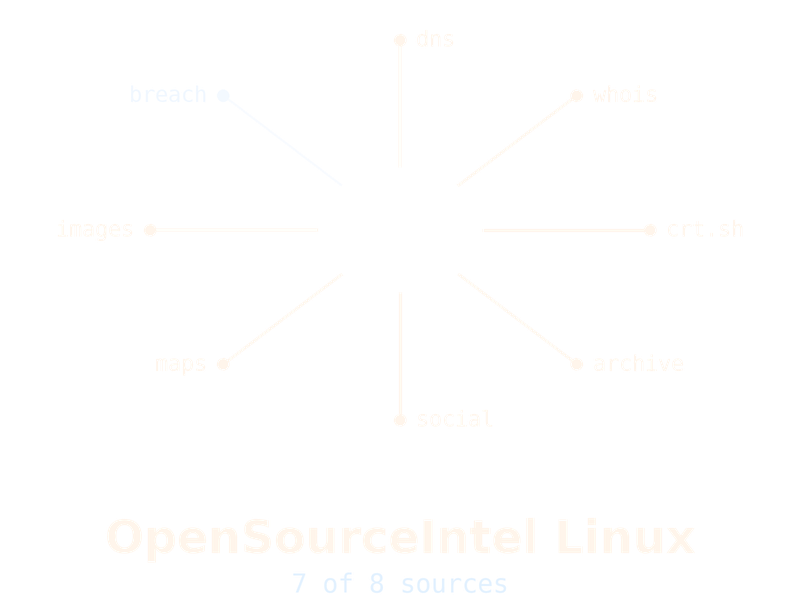 dns
breach
whois
images
crt.sh
maps
archive
social
OpenSourceIntel Linux
7 of 8 sources